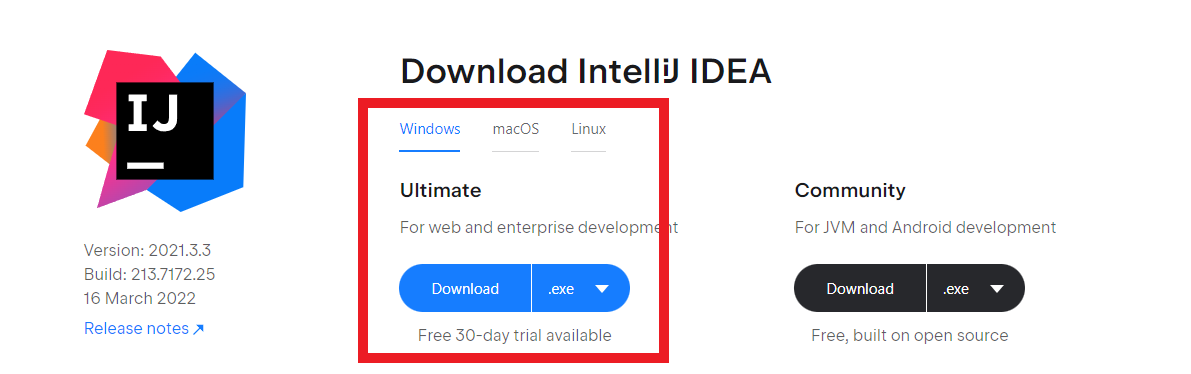 IJ
Version: 2021.3.3
Build: 213.7172.25
16 March 2022
Release notes ↗
Download IntelliJ IDEA
Windows macOS Linux
Ultimate
For web and enterprise development
Download .exe
Free 30-day trial available
Community
For JVM and Android development
Download .exe
Free, built on open source